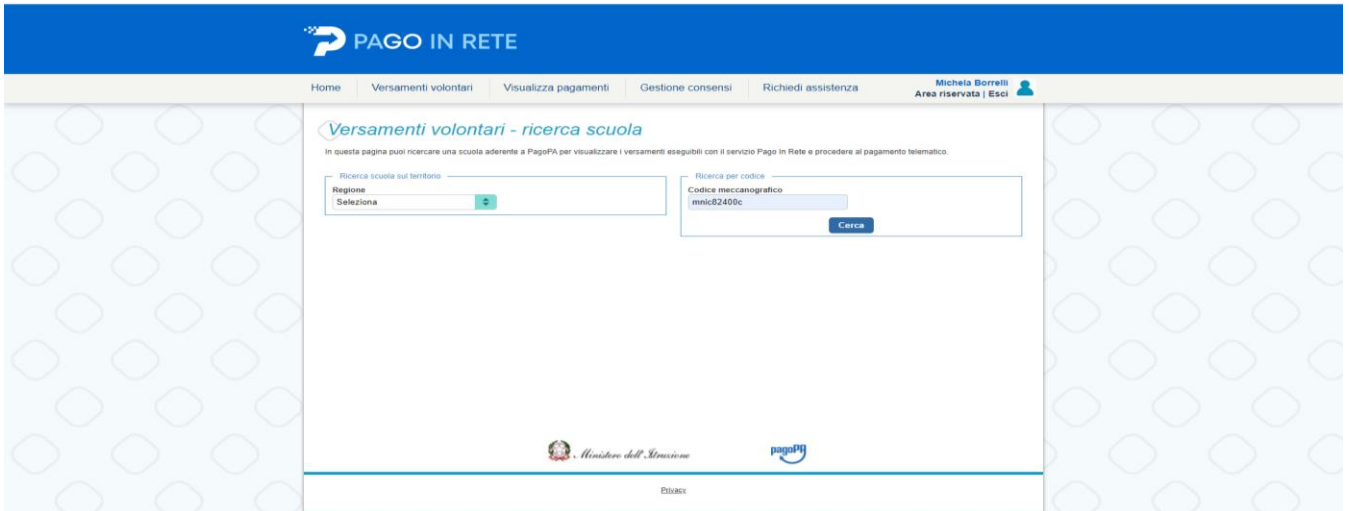 PAGO IN RETE
Home Versamenti volontari Visualizza pagamenti Gestione consensi Richiedi assistenza
Michela Borrelli
Area riservata | Esci
Versamenti volontari - ricerca scuola
In questa pagina puoi ricercare una scuola aderente a PagoPA per visualizzare i versamenti eseguibili con il servizio Pago In Rete e procedere al pagamento telematico.
Ricerca scuola sul territorio
Regione
Seleziona
Ricerca per codice
Codice meccanografico
mnic82400c
Cerca
Ministero dell'Istruzione
pagoPA
Privacy